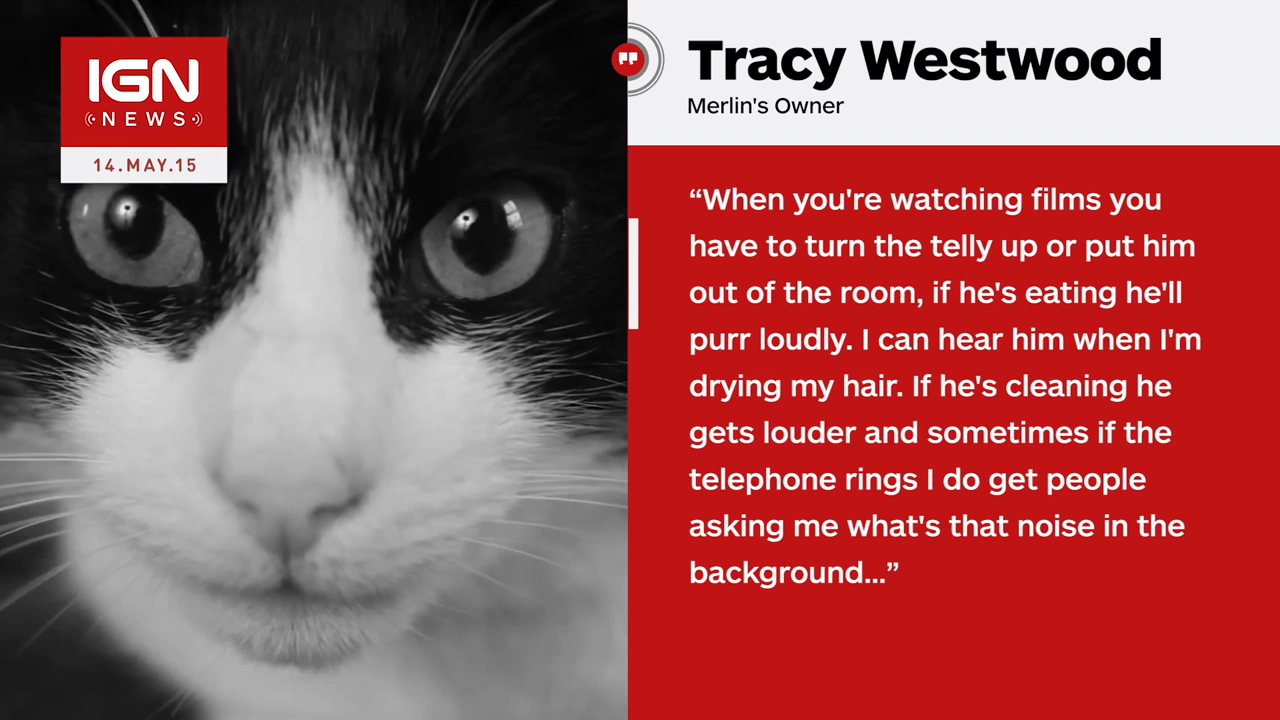 IGN
NEWS
14.MAY.15
Tracy Westwood
Merlin's Owner
“When you're watching films you
have to turn the telly up or put him
out of the room, if he's eating he'll
purr loudly. I can hear him when I'm
drying my hair. If he's cleaning he
gets louder and sometimes if the
telephone rings I do get people
asking me what's that noise in the
background...”